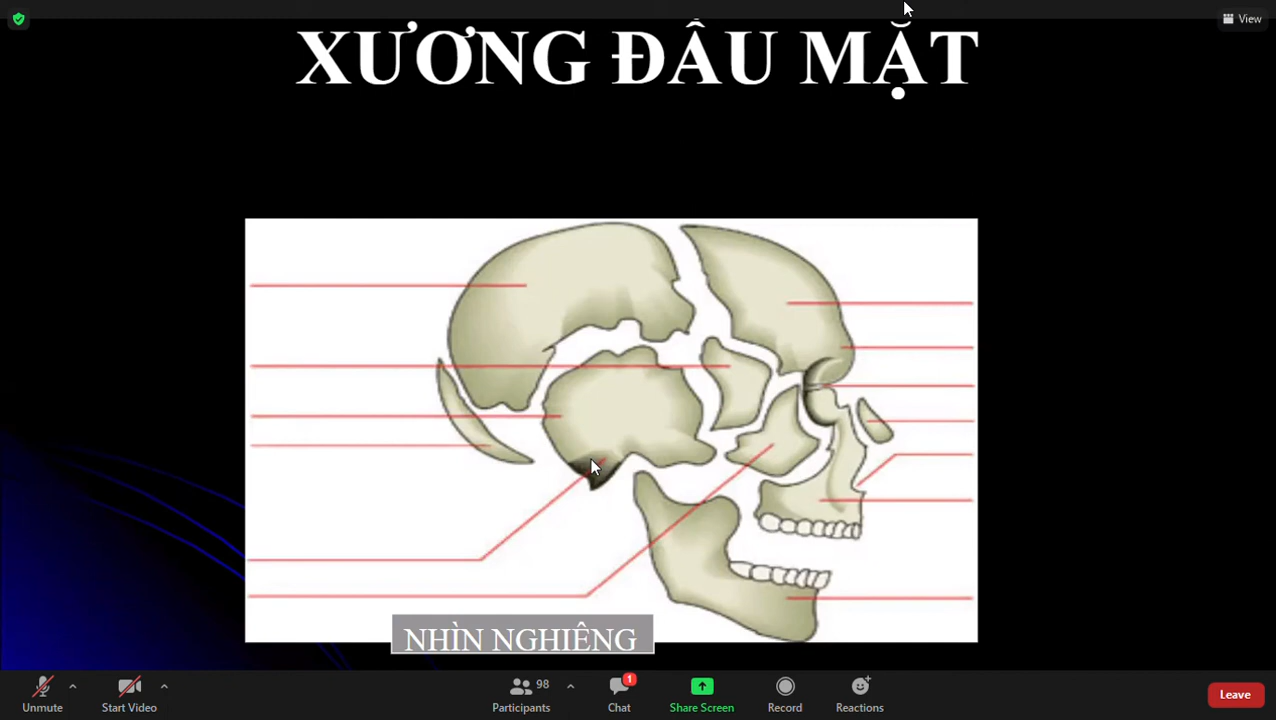 View
XƯƠNG ĐẦU MẶT
NHÌN NGHIÊNG
Unmute
Start Video
98
Participants
1
Chat
Share Screen
Record
Reactions
Leave